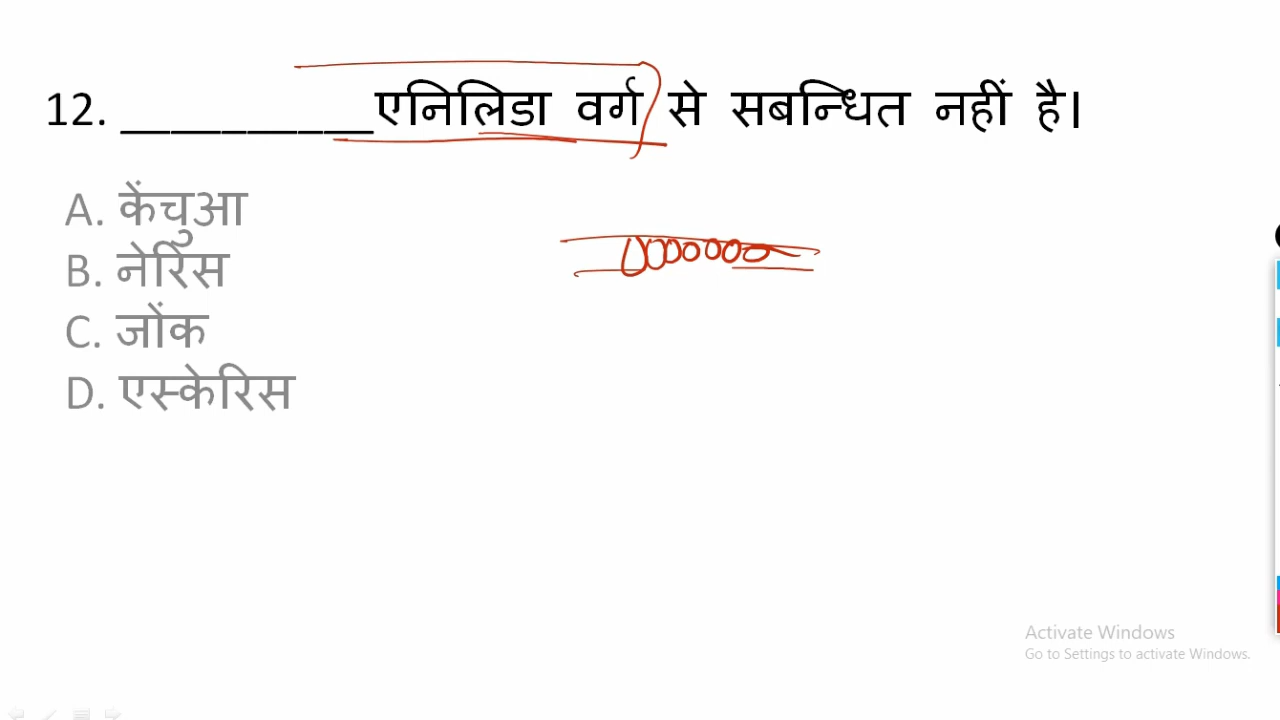 12. __________एनिलिडा वर्ग से सबन्धित नहीं है।
A. केंचुआ
B. नेरिस
C. जोंक
D. एस्केरिस
Activate Windows
Go to Settings to activate Windows.